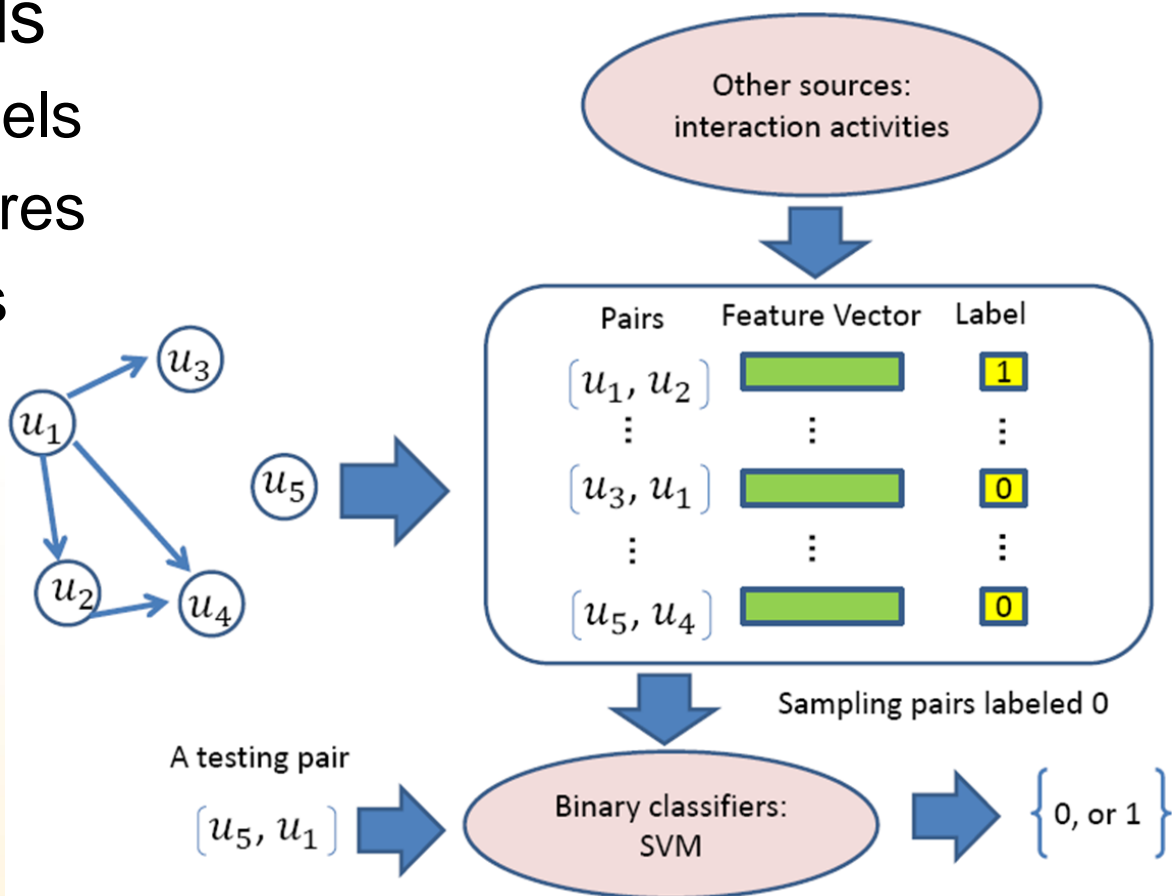 ls
els
res
s
Other sources:
interaction activities
Pairs Feature Vector Label
[u₁, u₂] 1
⋮ ⋮ ⋮
[u₃, u₁] 0
⋮ ⋮ ⋮
[u₅, u₄] 0
u₃
u₁
u₅
u₂
u₄
Sampling pairs labeled 0
A testing pair
[u₅, u₁]
Binary classifiers:
SVM
{0, or 1}